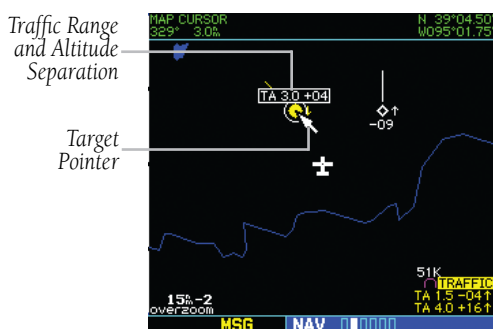 Traffic Range
and Altitude
Separation
Target
Pointer
MAP CURSOR
329° 3.0nm
N 39°04.50'
W095°01.75'
TA 3.0 +04
-09
51K
TRAFFIC
TA 1.5 -04↑
TA 4.0 +16↑
15nm-2
overzoom
MSG
NAV